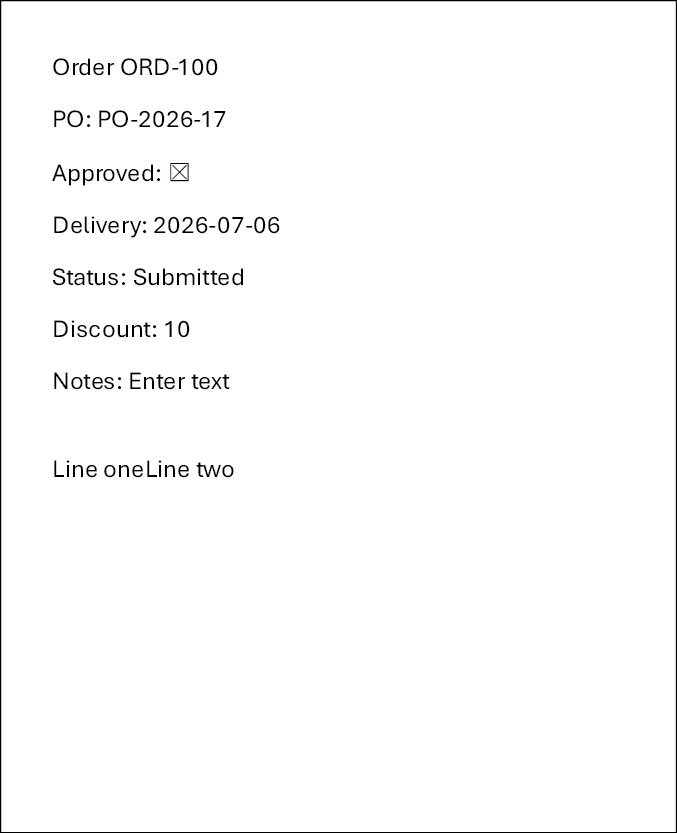 Order ORD-100
PO: PO-2026-17
Approved: ☒
Delivery: 2026-07-06
Status: Submitted
Discount: 10
Notes: Enter text
Line oneLine two